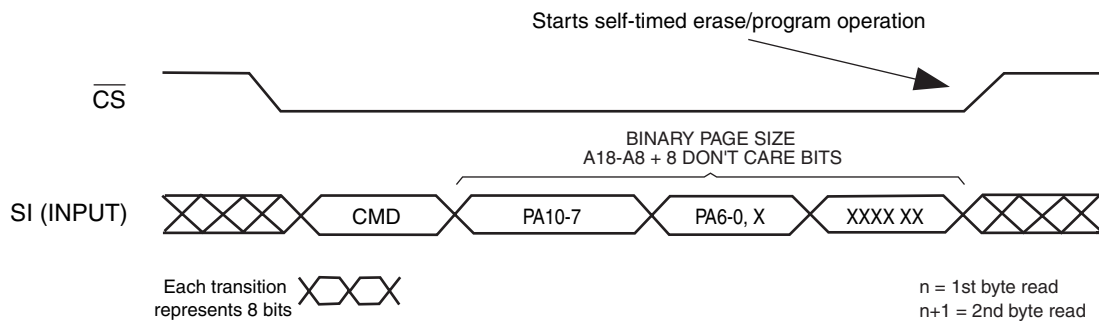 Starts self-timed erase/program operation
CS
BINARY PAGE SIZE
A18-A8 + 8 DON'T CARE BITS
SI (INPUT)
CMD
PA10-7
PA6-0, X
XXXX XX
Each transition
represents 8 bits
n = 1st byte read
n+1 = 2nd byte read